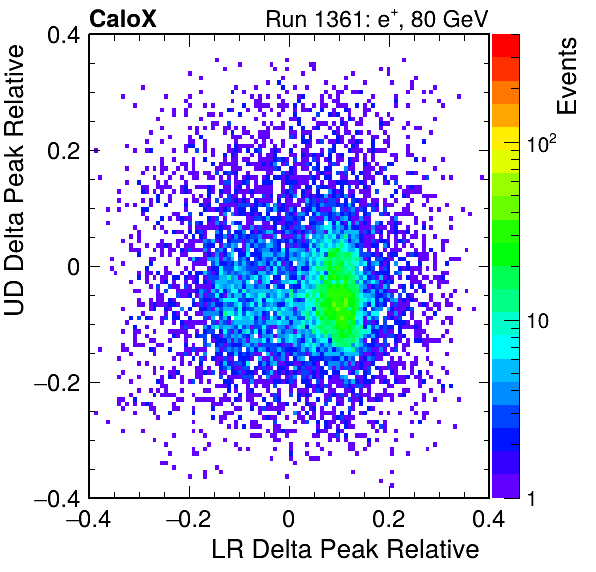 CaloX Run 1361: e⁺, 80 GeV
Events
UD Delta Peak Relative
0.4
0.2
0
−0.2
−0.4
−0.4 −0.2 0 0.2 0.4
LR Delta Peak Relative
10²
10
1